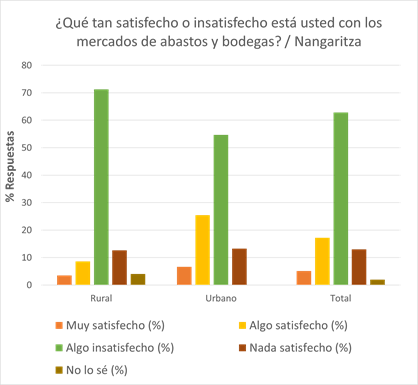 ¿Qué tan satisfecho o insatisfecho está usted con los
mercados de abastos y bodegas? / Nangaritza
80
70
60
50
40
30
20
10
0
% Respuestas
Rural Urbano Total
Muy satisfecho (%) Algo satisfecho (%)
Algo insatisfecho (%) Nada satisfecho (%)
No lo sé (%)